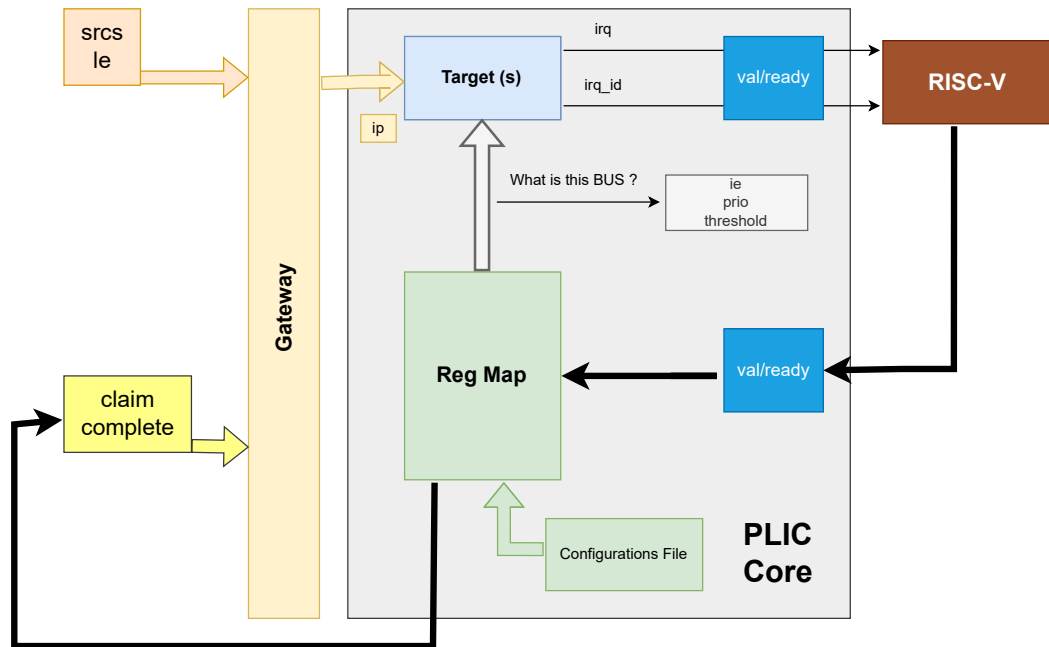 srcs
le
Gateway
ip
Target (s)
irq
irq_id
val/ready
RISC-V
What is this BUS ?
ie
prio
threshold
Reg Map
val/ready
claim
complete
Configurations File
PLIC
Core